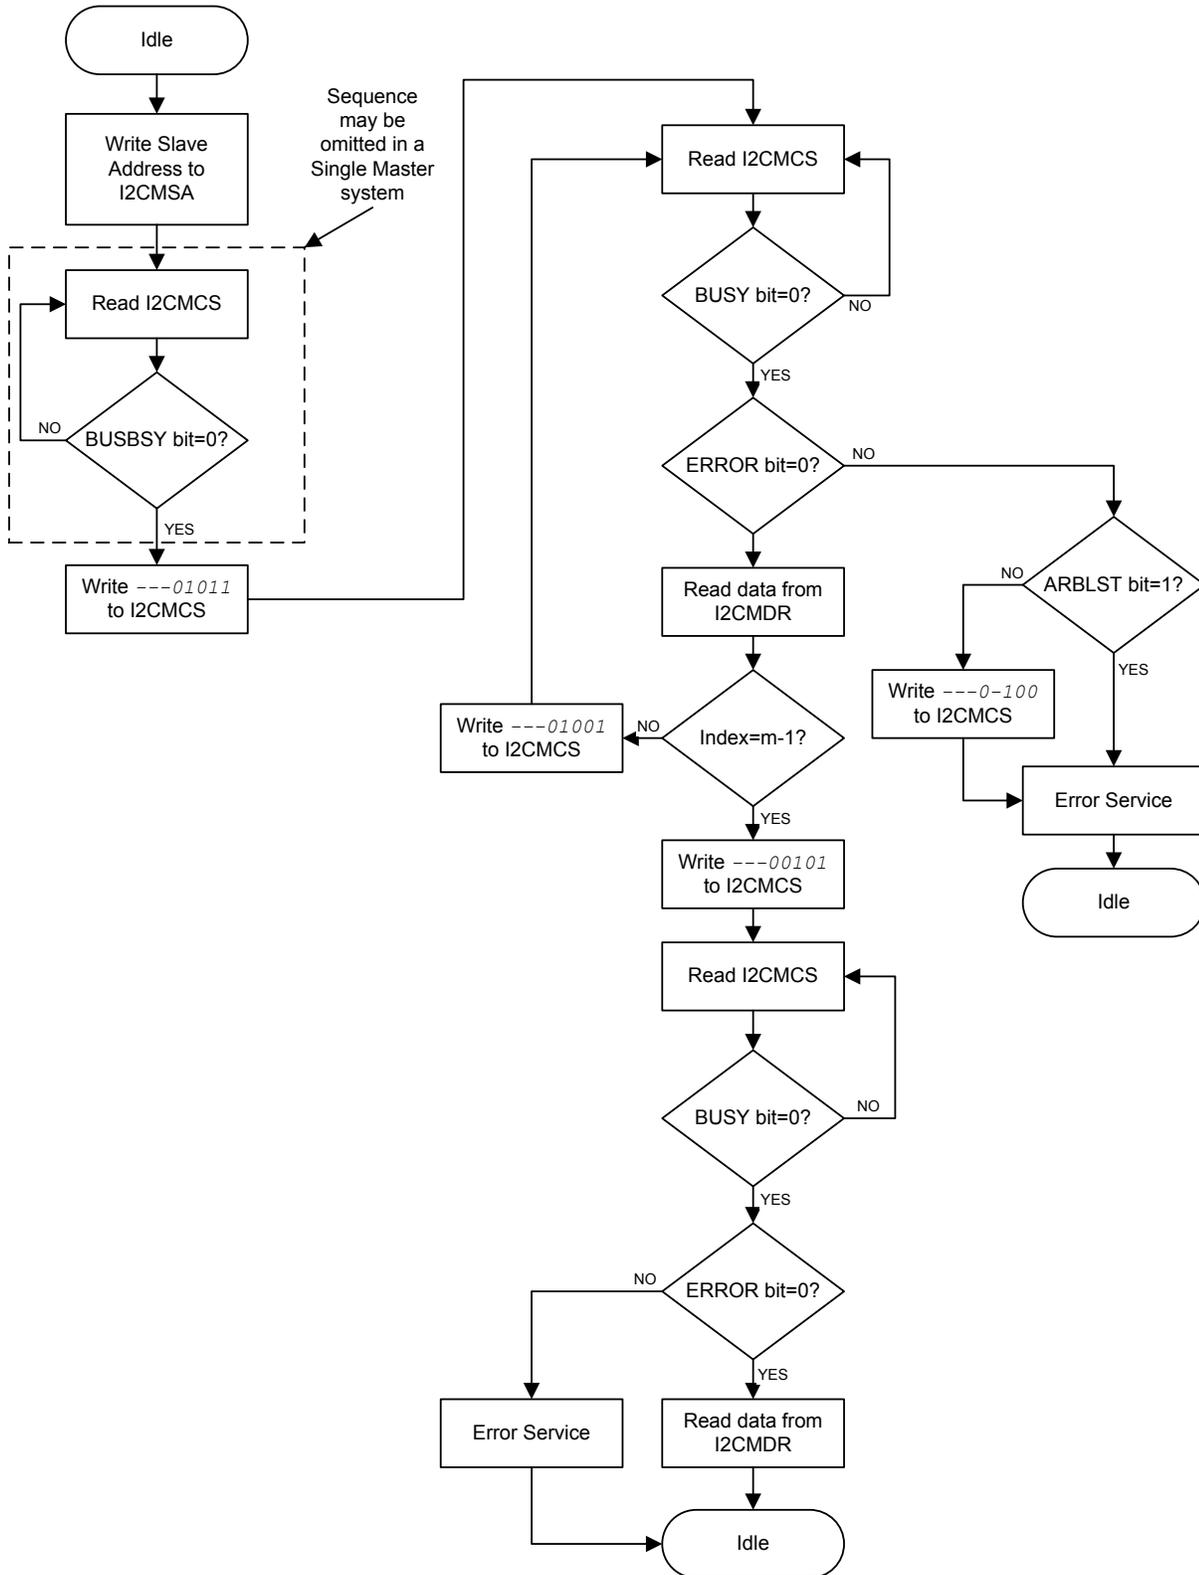 Idle
Write Slave
Address to
I2CMSA
Sequence
may be
omitted in a
Single Master
system
Read I2CMCS
BUSBSY bit=0?
NO
YES
Write ---01011
to I2CMCS
Read I2CMCS
BUSY bit=0?
NO
YES
ERROR bit=0?
NO
Read data from
I2CMDR
ARBLST bit=1?
NO
YES
Write ---0-100
to I2CMCS
Error Service
Idle
Index=m-1?
NO
Write ---01001
to I2CMCS
YES
Write ---00101
to I2CMCS
Read I2CMCS
BUSY bit=0?
NO
YES
ERROR bit=0?
NO
YES
Error Service
Read data from
I2CMDR
Idle